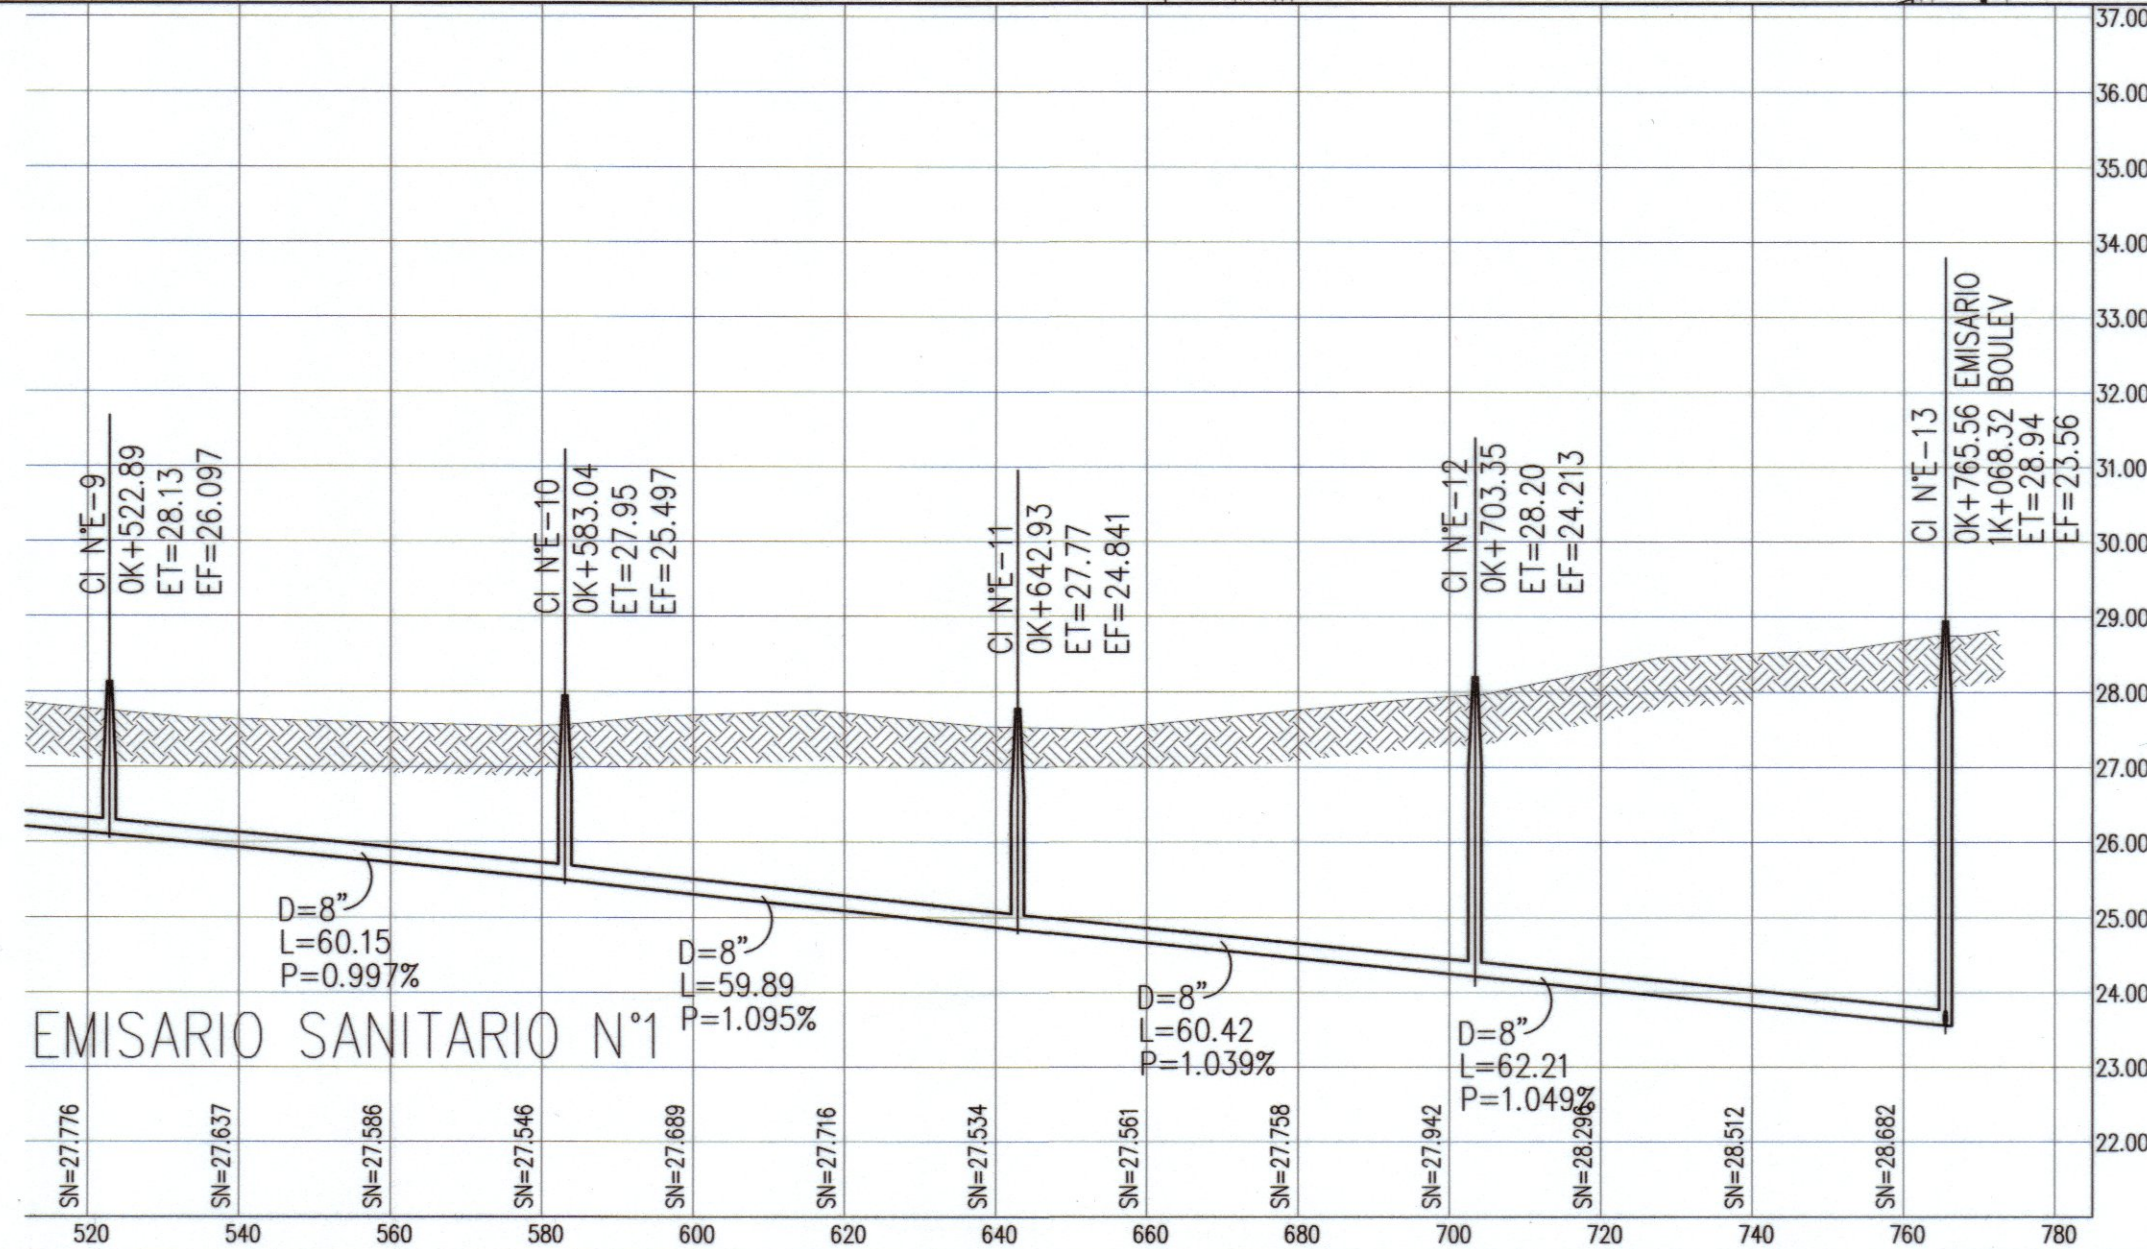 37.00
36.00
35.00
34.00
33.00
32.00
31.00
30.00
29.00
28.00
27.00
26.00
25.00
24.00
23.00
22.00
CI N°E-9
0K+522.89
ET=28.13
EF=26.097
CI N°E-10
0K+583.04
ET=27.95
EF=25.497
CI N°E-11
0K+642.93
ET=27.77
EF=24.841
CI N°E-12
0K+703.35
ET=28.20
EF=24.213
CI N°E-13
0K+765.56 EMISARIO
1K+068.32 BOULEV
ET=28.94
EF=23.56
D=8"
L=60.15
P=0.997%
D=8"
L=59.89
P=1.095%
D=8"
L=60.42
P=1.039%
D=8"
L=62.21
P=1.049%
EMISARIO SANITARIO N°1
SN=27.776
SN=27.637
SN=27.586
SN=27.546
SN=27.689
SN=27.716
SN=27.534
SN=27.561
SN=27.758
SN=27.942
SN=28.296
SN=28.512
SN=28.682
520 540 560 580 600 620 640 660 680 700 720 740 760 780